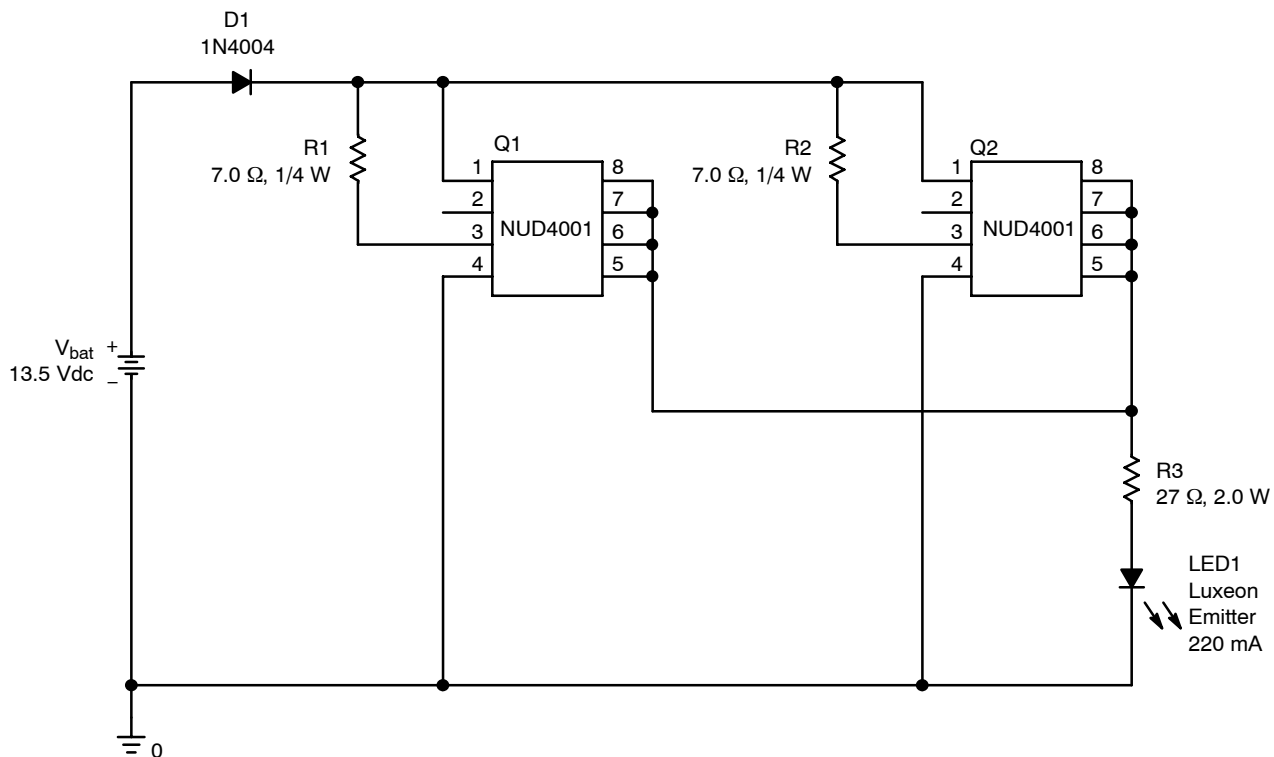 D1
1N4004
R1
7.0 Ω, 1/4 W
Q1
1
2
3
4
NUD4001
8
7
6
5
R2
7.0 Ω, 1/4 W
Q2
1
2
3
4
NUD4001
8
7
6
5
Vbat
13.5 Vdc
+
−
R3
27 Ω, 2.0 W
LED1
Luxeon
Emitter
220 mA
0